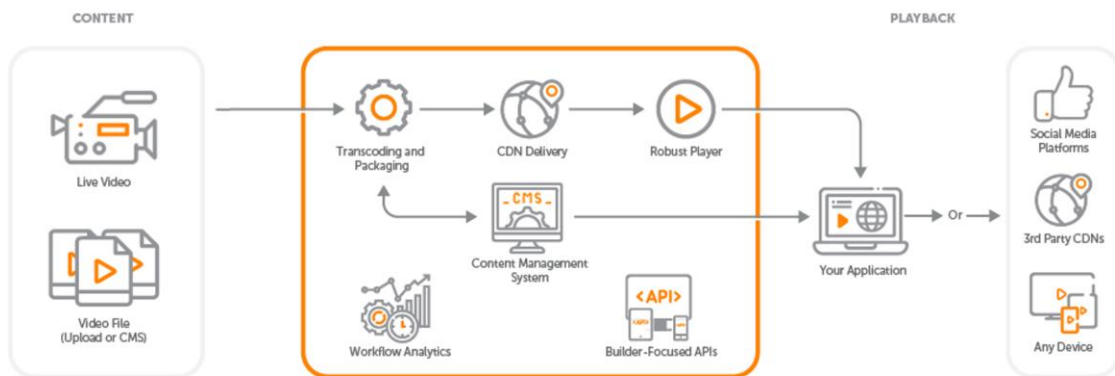 CONTENT
PLAYBACK
Live Video
Video File
(Upload or CMS)
Transcoding and
Packaging
CDN Delivery
Robust Player
_CMS_
Content Management
System
Workflow Analytics
<API>
Builder-Focused APIs
Your Application
Or
Social Media
Platforms
3rd Party CDNs
Any Device